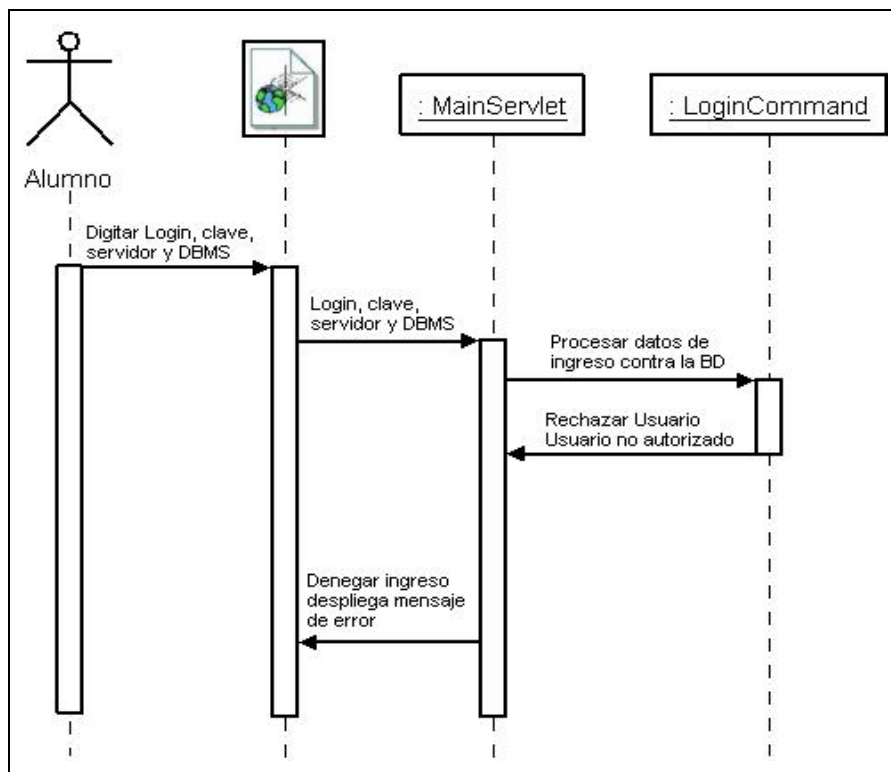 : MainServlet
: LoginCommand
Alumno
Digitar Login, clave,
servidor y DBMS
Login, clave,
servidor y DBMS
Procesar datos de
ingreso contra la BD
Rechazar Usuario
Usuario no autorizado
Denegar ingreso
despliega mensaje
de error